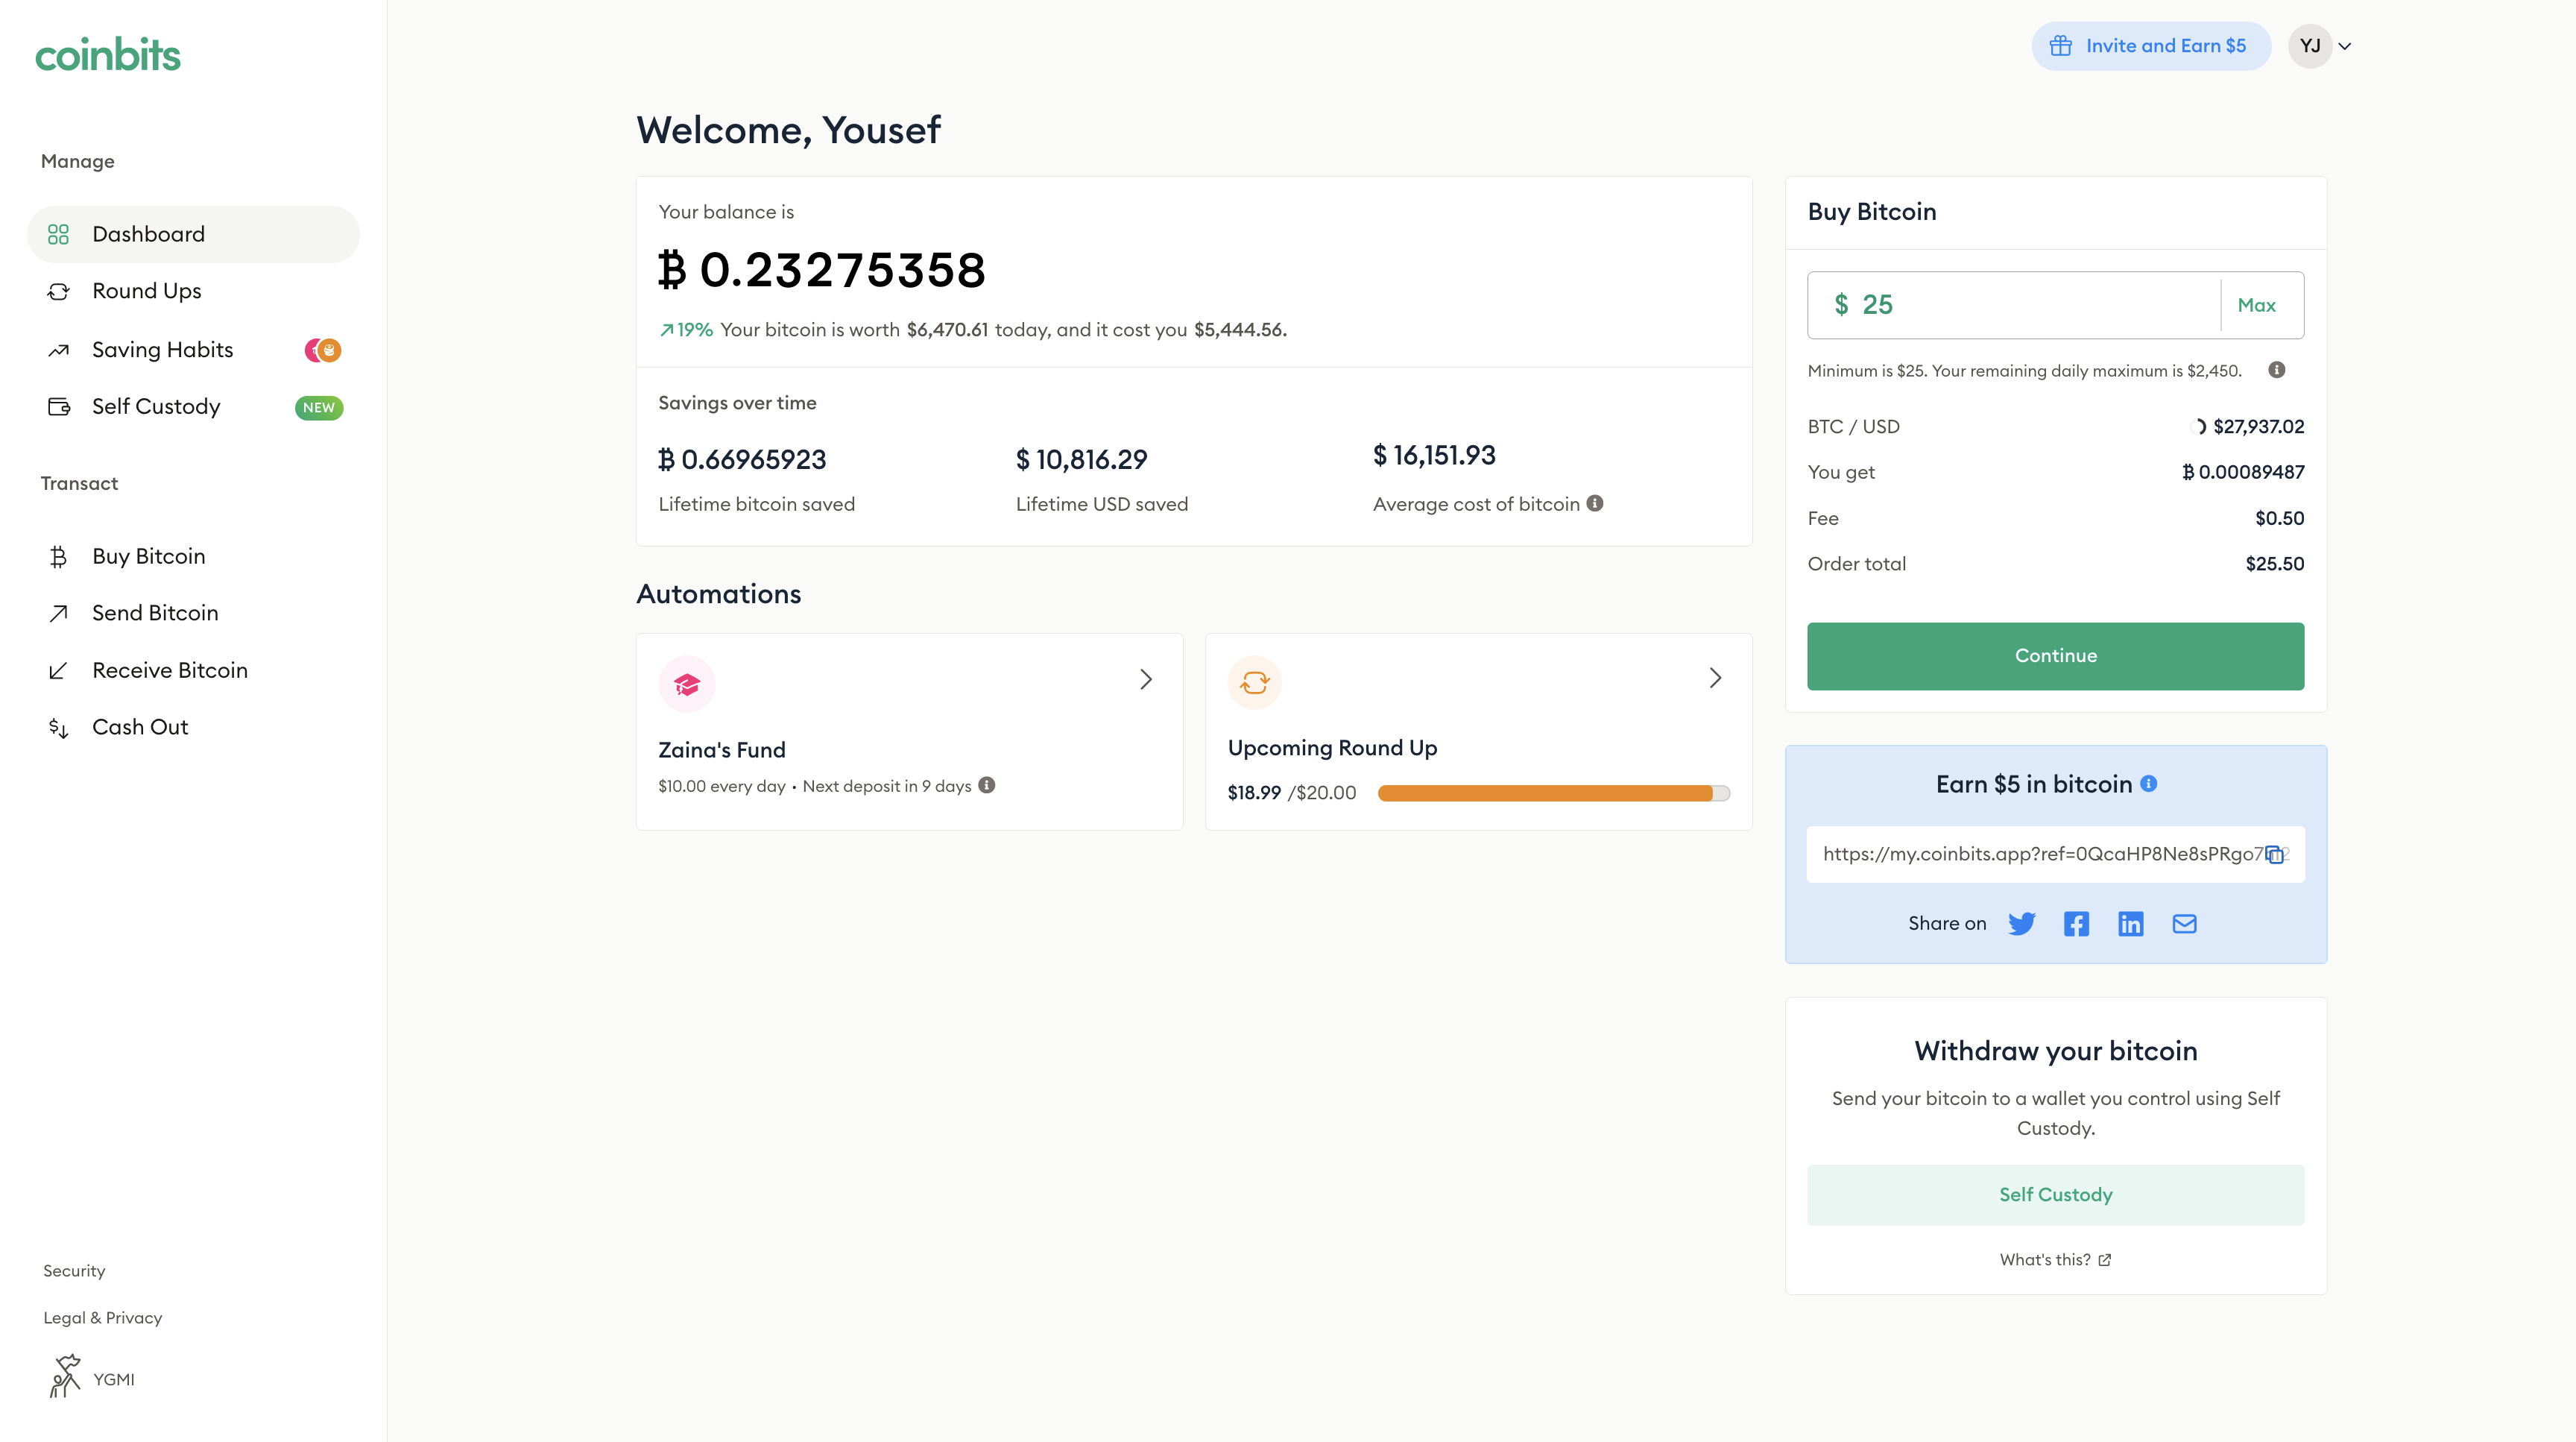 coinbits
Manage
Dashboard
Round Ups
Saving Habits
Self Custody NEW
Transact
Buy Bitcoin
Send Bitcoin
Receive Bitcoin
Cash Out
Security
Legal & Privacy
YGMI
Invite and Earn $5 YJ
Welcome, Yousef
Your balance is
₿ 0.23275358
19% Your bitcoin is worth $6,470.61 today, and it cost you $5,444.56.
Savings over time
₿ 0.66965923
Lifetime bitcoin saved
$ 10,816.29
Lifetime USD saved
$ 16,151.93
Average cost of bitcoin
Automations
Zaina's Fund
$10.00 every day • Next deposit in 9 days
Upcoming Round Up
$18.99 /$20.00
Buy Bitcoin
$ 25 Max
Minimum is $25. Your remaining daily maximum is $2,450.
BTC / USD $27,937.02
You get ₿ 0.00089487
Fee $0.50
Order total $25.50
Continue
Earn $5 in bitcoin
https://my.coinbits.app?ref=0QcaHP8Ne8sPRgo7
Share on
Withdraw your bitcoin
Send your bitcoin to a wallet you control using Self
Custody.
Self Custody
What's this?